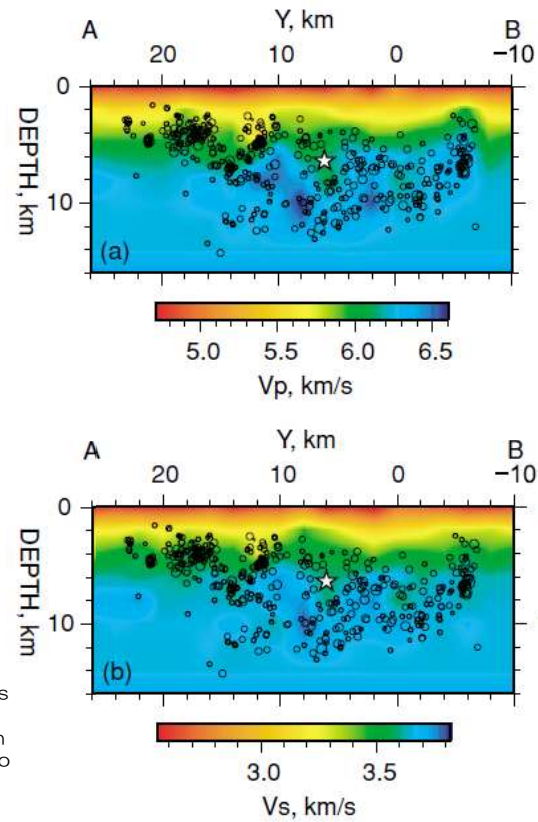 A Y, km B
20 10 0 −10
0
DEPTH, km
10
(a)
5.0 5.5 6.0 6.5
Vp, km/s
Y, km
A B
20 10 0 −10
0
DEPTH, km
10
(b)
s
n
o
3.0 3.5
Vs, km/s